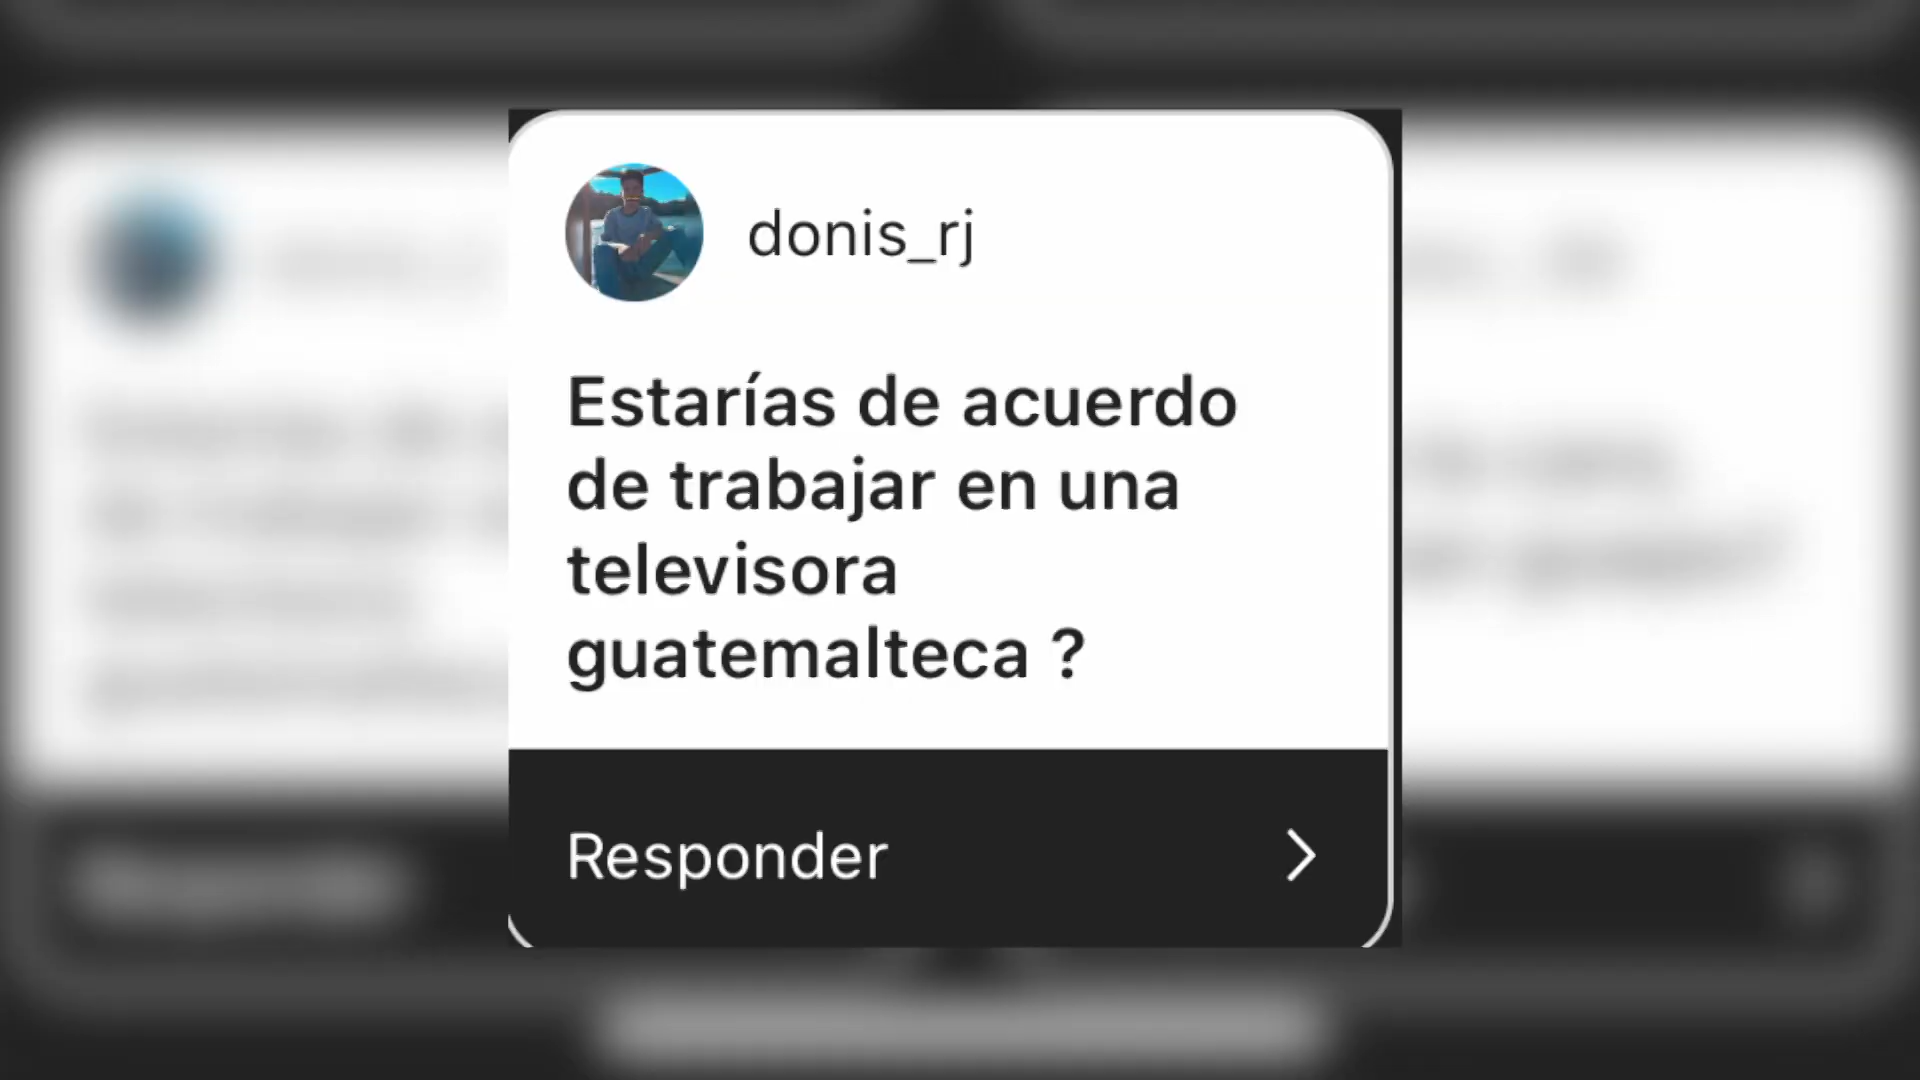 donis_rj
Estarías de acuerdo
de trabajar en una
televisora
guatemalteca ?
Responder